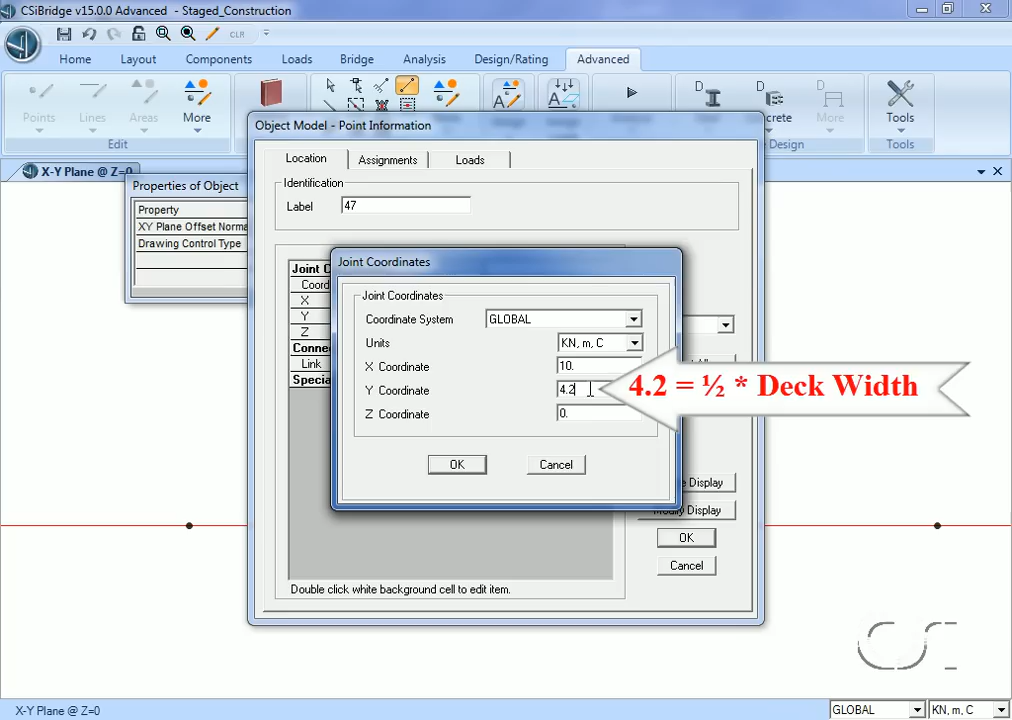 CSiBridge v15.0.0 Advanced - Staged_Construction
CLR
Home Layout Components Loads Bridge Analysis Design/Rating Advanced
Points Lines Areas More
More Tools
Edit Design Tools
X-Y Plane @ Z=0
Object Model - Point Information
Location Assignments Loads
Identification
Label 47
Properties of Object
Property
XY Plane Offset Norma
Drawing Control Type
Joint C
Coord
X
Y
Z
Conne
Link
Specia
Joint Coordinates
Joint Coordinates
Coordinate System GLOBAL
Units KN, m, C
X Coordinate 10.
Y Coordinate 4.2
Z Coordinate 0.
OK Cancel
4.2 = ½ * Deck Width
Display
Modify Display
OK
Cancel
Double click white background cell to edit item.
CSI
X-Y Plane @ Z=0
GLOBAL KN, m, C